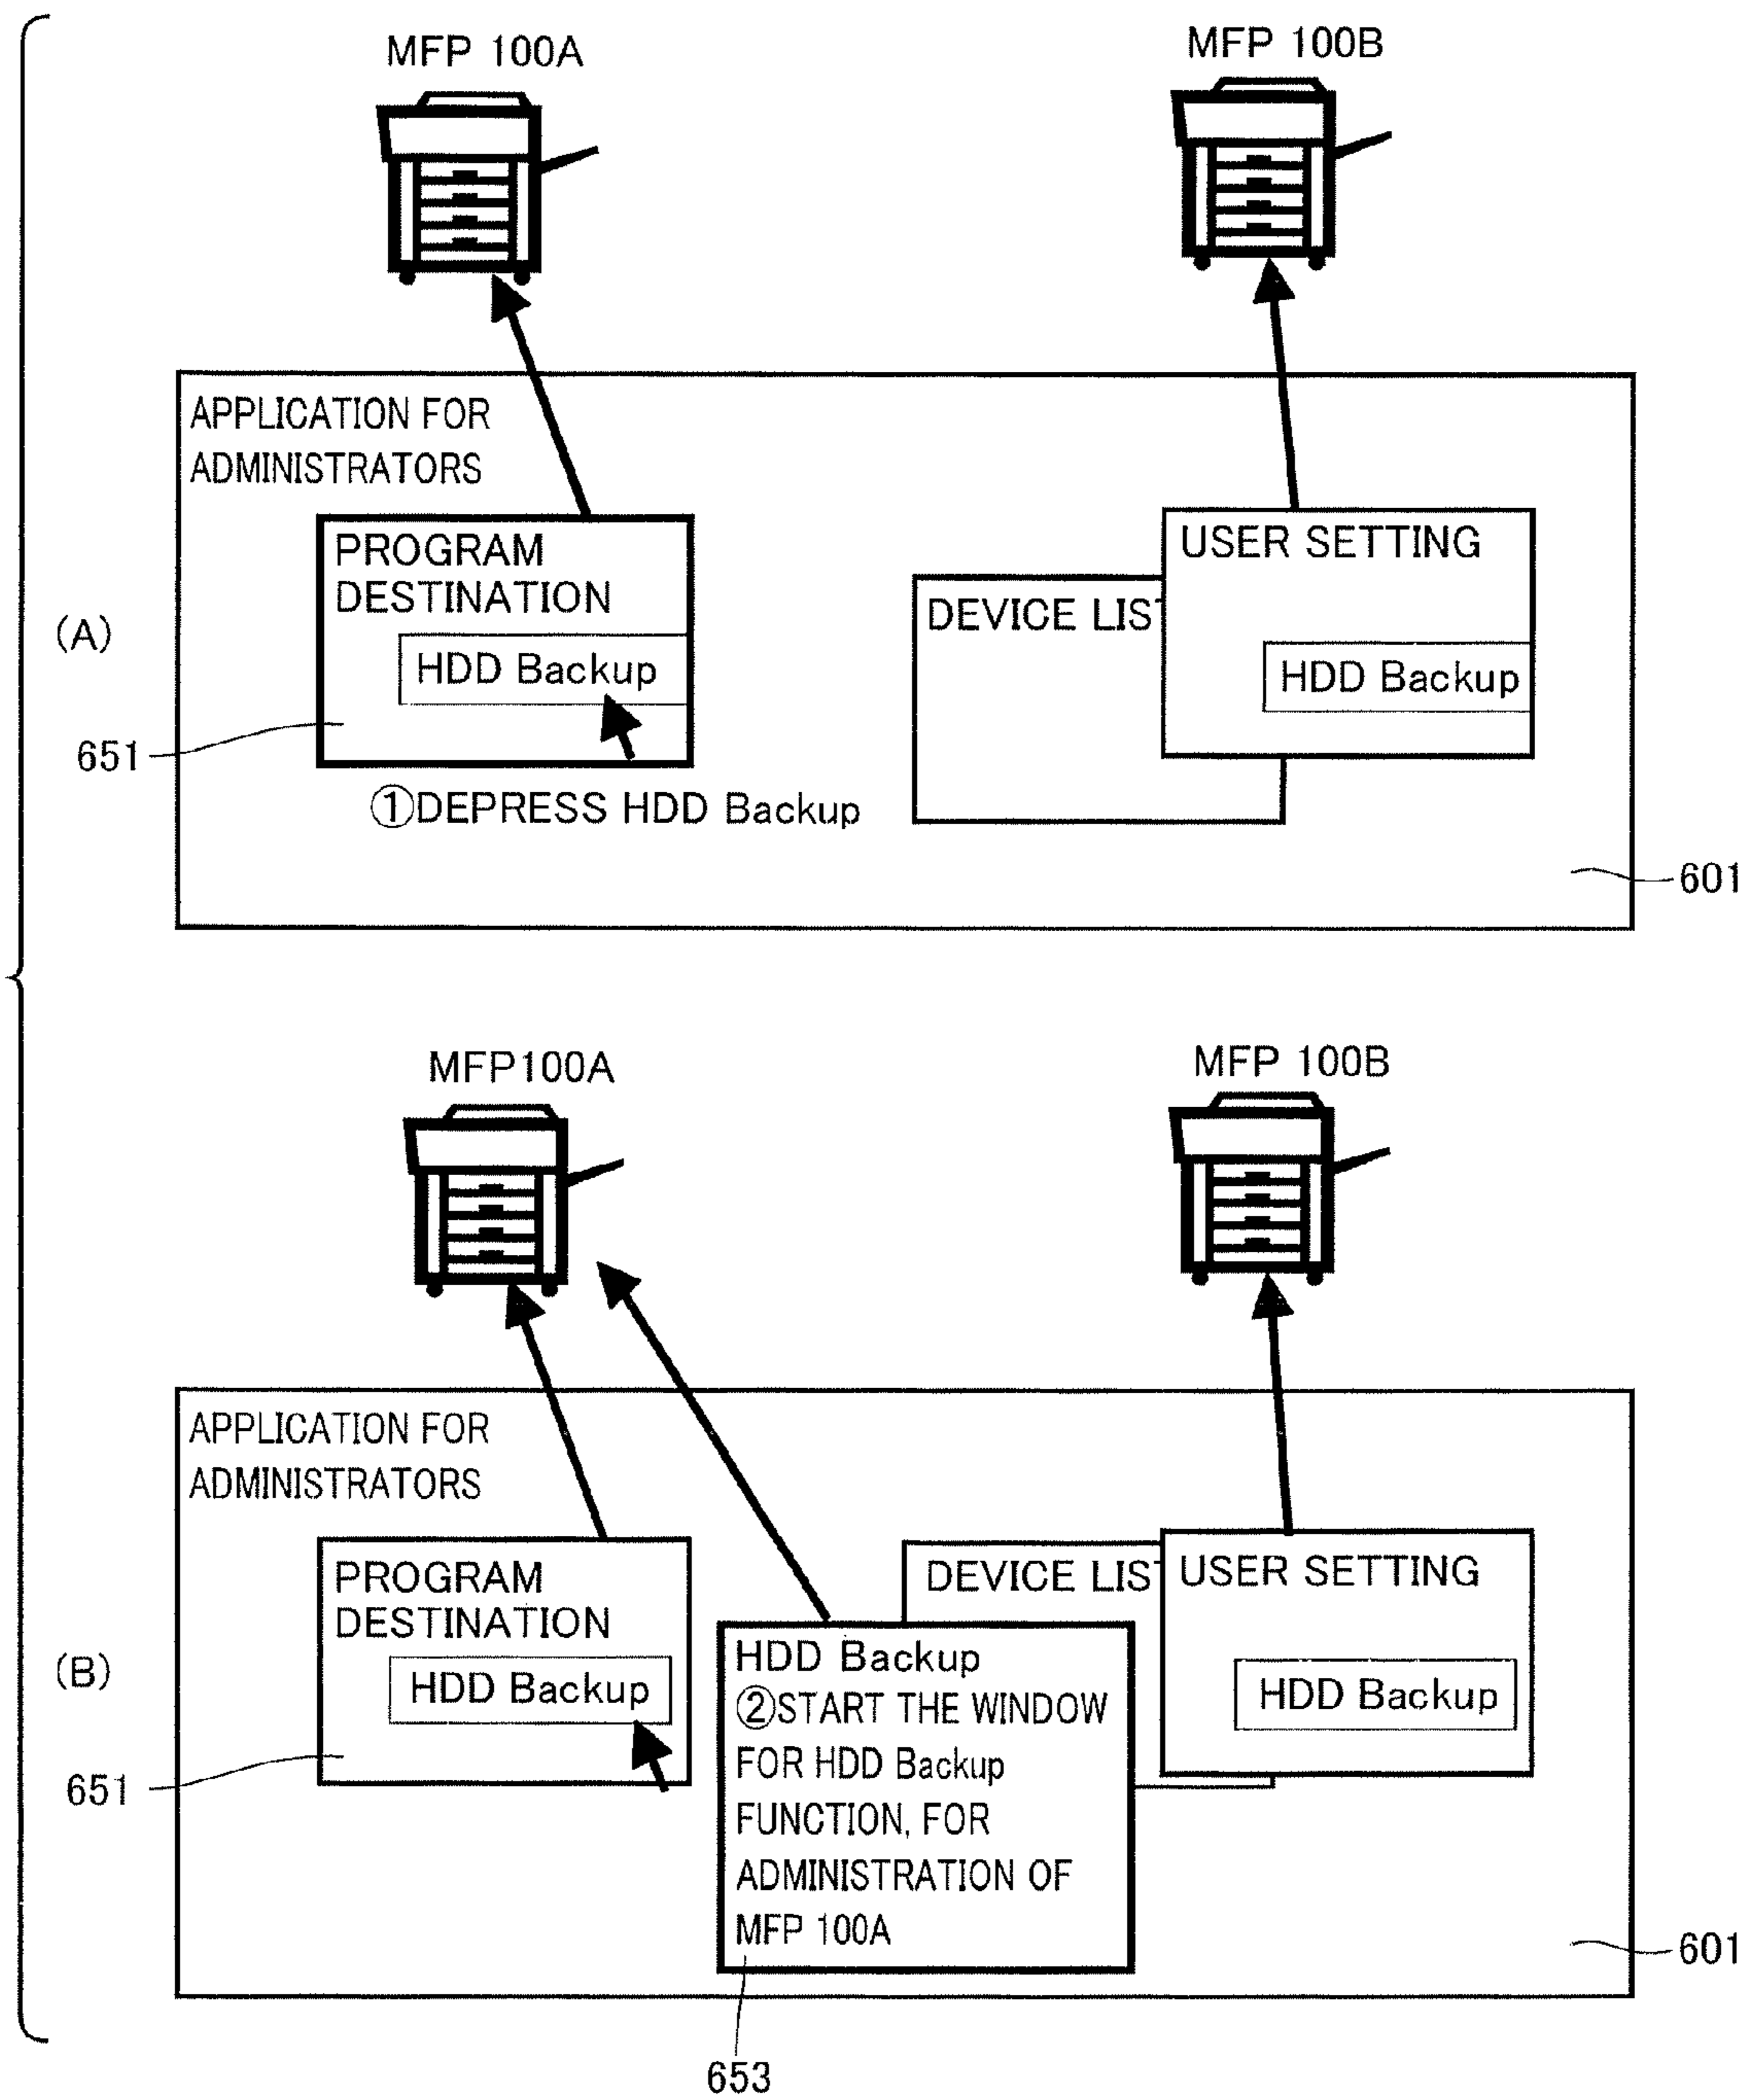 MFP 100A
MFP 100B
APPLICATION FOR
ADMINISTRATORS
PROGRAM
DESTINATION
HDD Backup
USER SETTING
DEVICE LIS
HDD Backup
(A)
651
①DEPRESS HDD Backup
601
MFP100A
MFP 100B
APPLICATION FOR
ADMINISTRATORS
PROGRAM
DESTINATION
HDD Backup
DEVICE LIS
USER SETTING
HDD Backup
(B)
651
HDD Backup
②START THE WINDOW
FOR HDD Backup
FUNCTION, FOR
ADMINISTRATION OF
MFP 100A
601
653